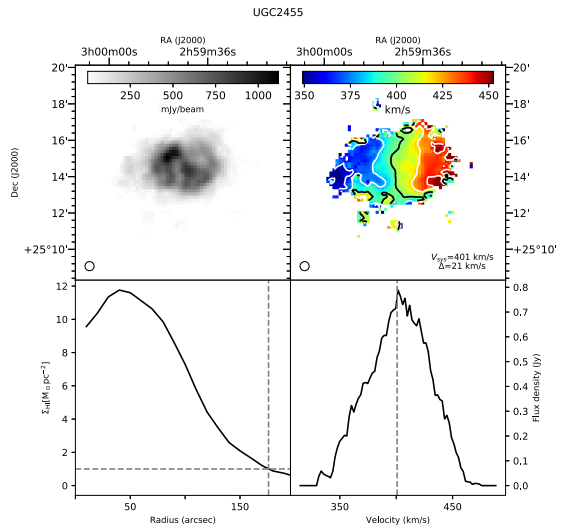 UGC2455
RA (J2000)
RA (J2000)
3h00m00s 2h59m36s
3h00m00s 2h59m36s
20'
18'
16'
14'
12'
+25°10'
Dec (J2000)
250 500 750 1000
mJy/beam
350 375 400 425 450
km/s
V_sys=401 km/s
Δ=21 km/s
20'
18'
16'
14'
12'
+25°10'
12
10
8
6
4
2
0
Σ_HI[M_⊙pc⁻²]
50 150
Radius (arcsec)
0.8
0.7
0.6
0.5
0.4
0.3
0.2
0.1
0.0
Flux density (Jy)
350 450
Velocity (km/s)